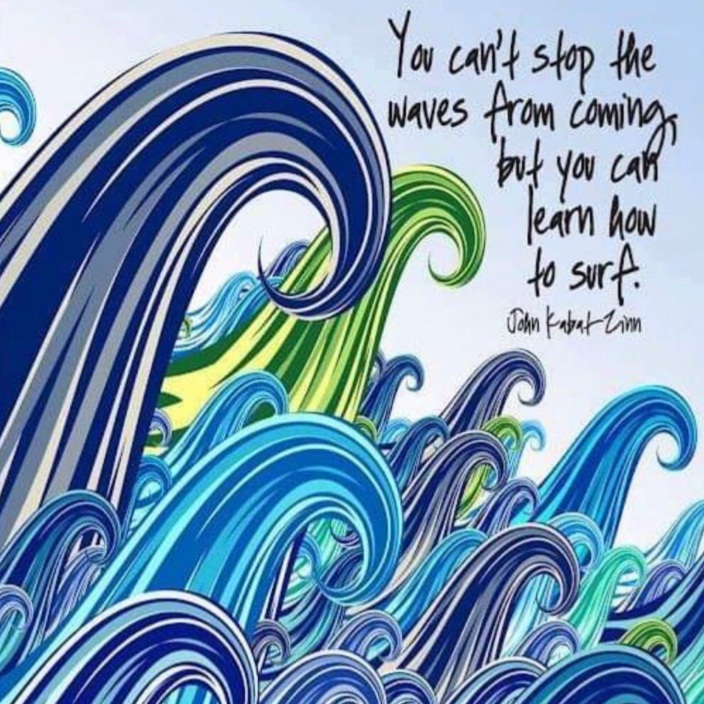 You can't stop the
waves from coming,
but you can
learn how
to surf.
John Kabat-Zinn